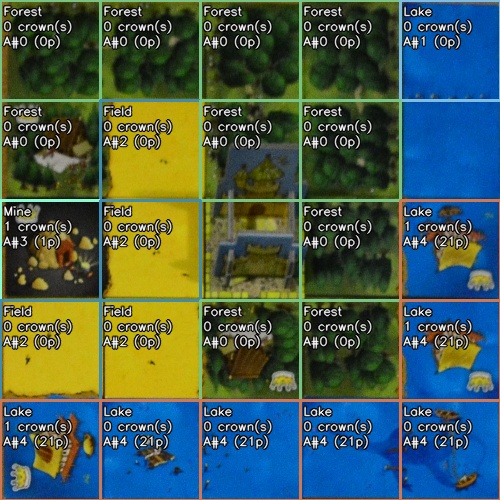 Forest
0 crown(s)
A#0 (0p)
Forest
0 crown(s)
A#0 (0p)
Forest
0 crown(s)
A#0 (0p)
Forest
0 crown(s)
A#0 (0p)
Lake
0 crown(s)
A#1 (0p)
Forest
0 crown(s)
A#0 (0p)
Field
0 crown(s)
A#2 (0p)
Forest
0 crown(s)
A#0 (0p)
Forest
0 crown(s)
A#0 (0p)
Mine
1 crown(s)
A#3 (1p)
Field
0 crown(s)
A#2 (0p)
Forest
0 crown(s)
A#0 (0p)
Lake
1 crown(s)
A#4 (21p)
Field
0 crown(s)
A#2 (0p)
Field
0 crown(s)
A#2 (0p)
Forest
0 crown(s)
A#0 (0p)
Forest
0 crown(s)
A#0 (0p)
Lake
1 crown(s)
A#4 (21p)
Lake
1 crown(s)
A#4 (21p)
Lake
0 crown(s)
A#4 (21p)
Lake
0 crown(s)
A#4 (21p)
Lake
0 crown(s)
A#4 (21p)
Lake
0 crown(s)
A#4 (21p)